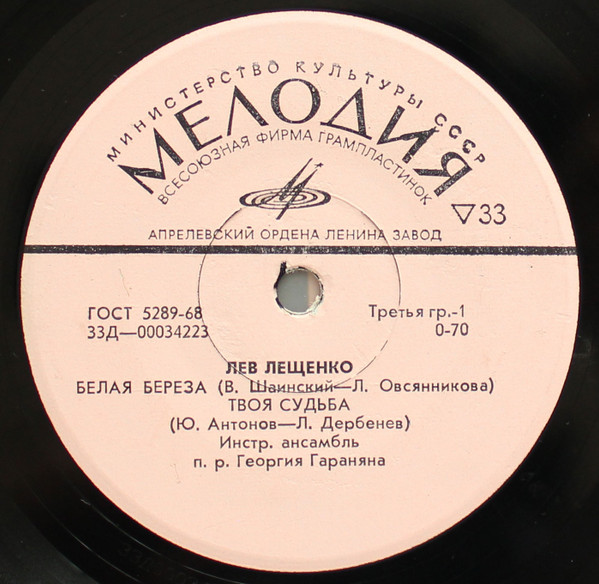 МИНИСТЕРСТВО КУЛЬТУРЫ СССР
МЕЛОДИЯ
ВСЕСОЮЗНАЯ ФИРМА ГРАМПЛАСТИНОК
33
АПРЕЛЕВСКИЙ ОРДЕНА ЛЕНИНА ЗАВОД
ГОСТ 5289-68 Третья гр.-1
33Д—00034223 0-70
ЛЕВ ЛЕЩЕНКО
БЕЛАЯ БЕРЕЗА (В. Шаинский—Л. Овсянникова)
ТВОЯ СУДЬБА
(Ю. Антонов—Л. Дербенев)
Инстр. ансамбль
п. р. Георгия Гараняна